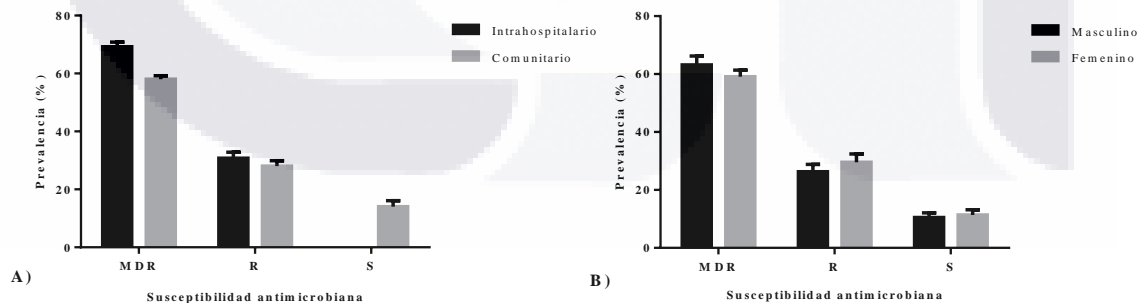 80
60
40
20
0
Prevalencia (%)
Intrahospitalario
Comunitario
MDR
R
S
Susceptibilidad antimicrobiana
A)
80
60
40
20
0
Prevalencia (%)
Masculino
Femenino
MDR
R
S
Susceptibilidad antimicrobiana
B)